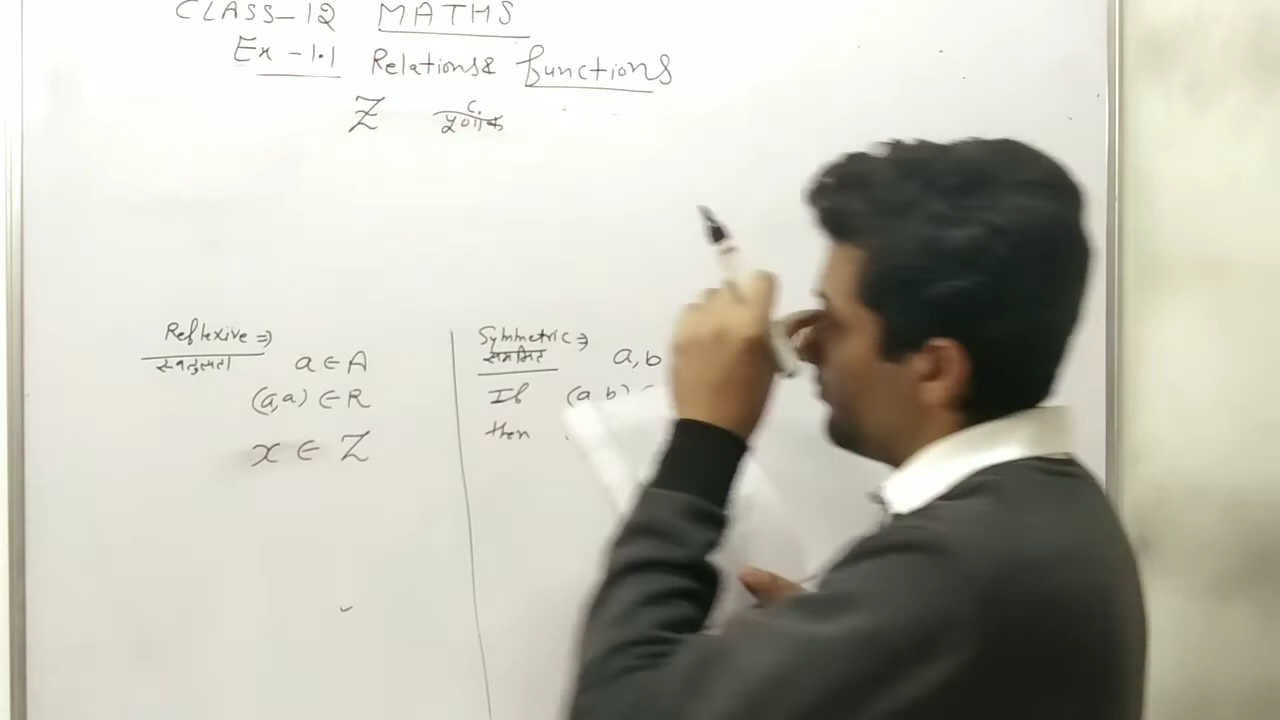 CLASS-12 MATHS
Ex-1.1 Relations & functions
Z पूर्णांक
Reflexive ⇒
स्वतुल्यता
a ∈ A
(a,a) ∈ R
x ∈ Z
Symmetric ⇒
सममित
a, b
If (a b)
then